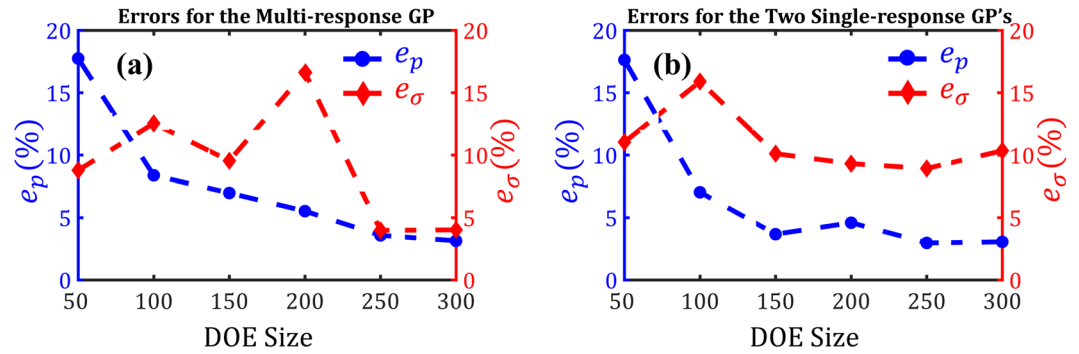 Errors for the Multi-response GP
(a)
e_p
e_σ
e_p(%)
e_σ(%)
20
15
10
5
0
20
15
10
5
0
50 100 150 200 250 300
DOE Size
Errors for the Two Single-response GP's
(b)
e_p
e_σ
e_p(%)
e_σ(%)
20
15
10
5
0
20
15
10
5
0
50 100 150 200 250 300
DOE Size